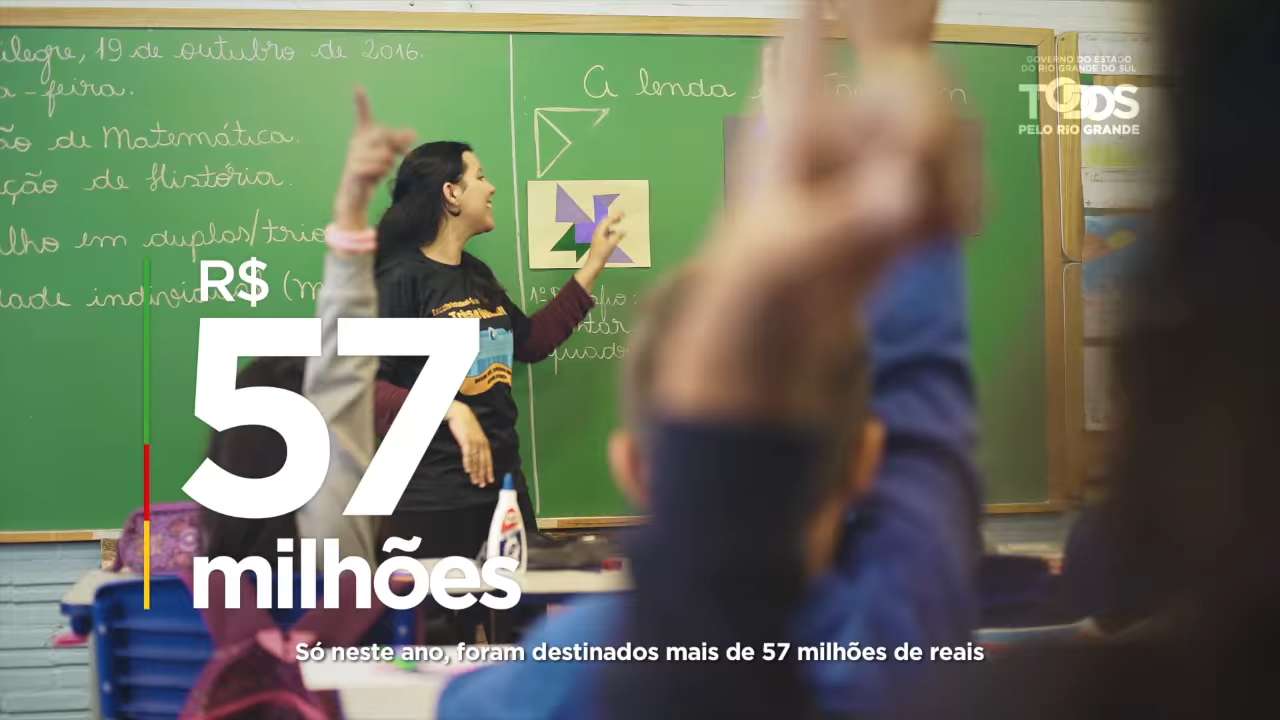 alegre, 19 de outubro de 2016.
a-feira.
de Matemática.
de História.
em duplas/trio
A lenda
GOVERNO DO ESTADO
DO RIO GRANDE DO SUL
TODOS
PELO RIO GRANDE
R$
57
milhões
Só neste ano, foram destinados mais de 57 milhões de reais